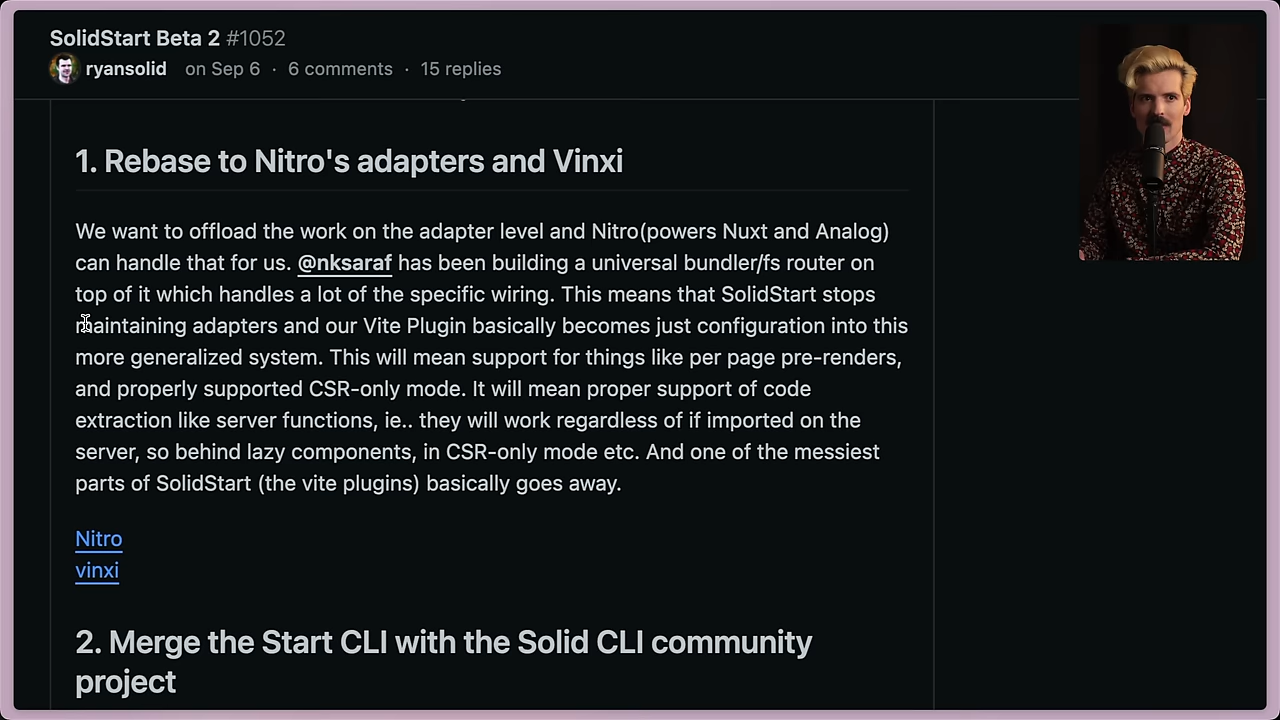 SolidStart Beta 2 #1052
ryansolid on Sep 6 · 6 comments · 15 replies
1. Rebase to Nitro's adapters and Vinxi
We want to offload the work on the adapter level and Nitro(powers Nuxt and Analog)
can handle that for us. @nksaraf has been building a universal bundler/fs router on
top of it which handles a lot of the specific wiring. This means that SolidStart stops
maintaining adapters and our Vite Plugin basically becomes just configuration into this
more generalized system. This will mean support for things like per page pre-renders,
and properly supported CSR-only mode. It will mean proper support of code
extraction like server functions, ie.. they will work regardless of if imported on the
server, so behind lazy components, in CSR-only mode etc. And one of the messiest
parts of SolidStart (the vite plugins) basically goes away.
Nitro
vinxi
2. Merge the Start CLI with the Solid CLI community
project